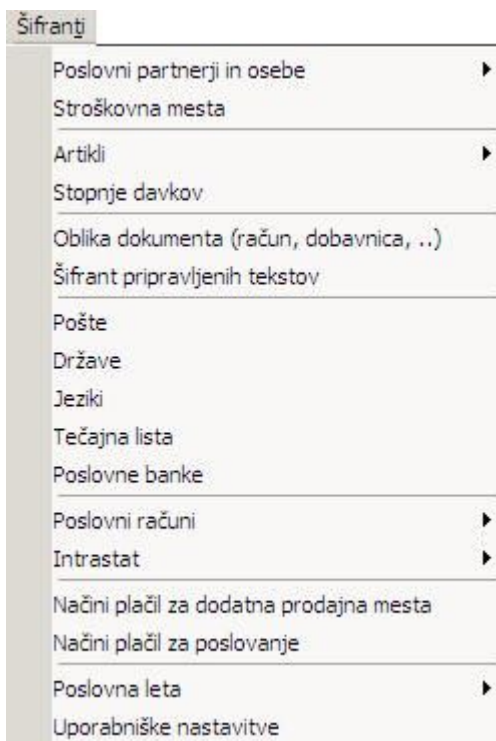 Šifranti
Poslovni partnerji in osebe
Stroškovna mesta
Artikli
Stopnje davkov
Oblika dokumenta (račun, dobavnica, ..)
Šifrant pripravljenih tekstov
Pošte
Države
Jeziki
Tečajna lista
Poslovne banke
Poslovni računi
Intrastat
Načini plačil za dodatna prodajna mesta
Načini plačil za poslovanje
Poslovna leta
Uporabniške nastavitve